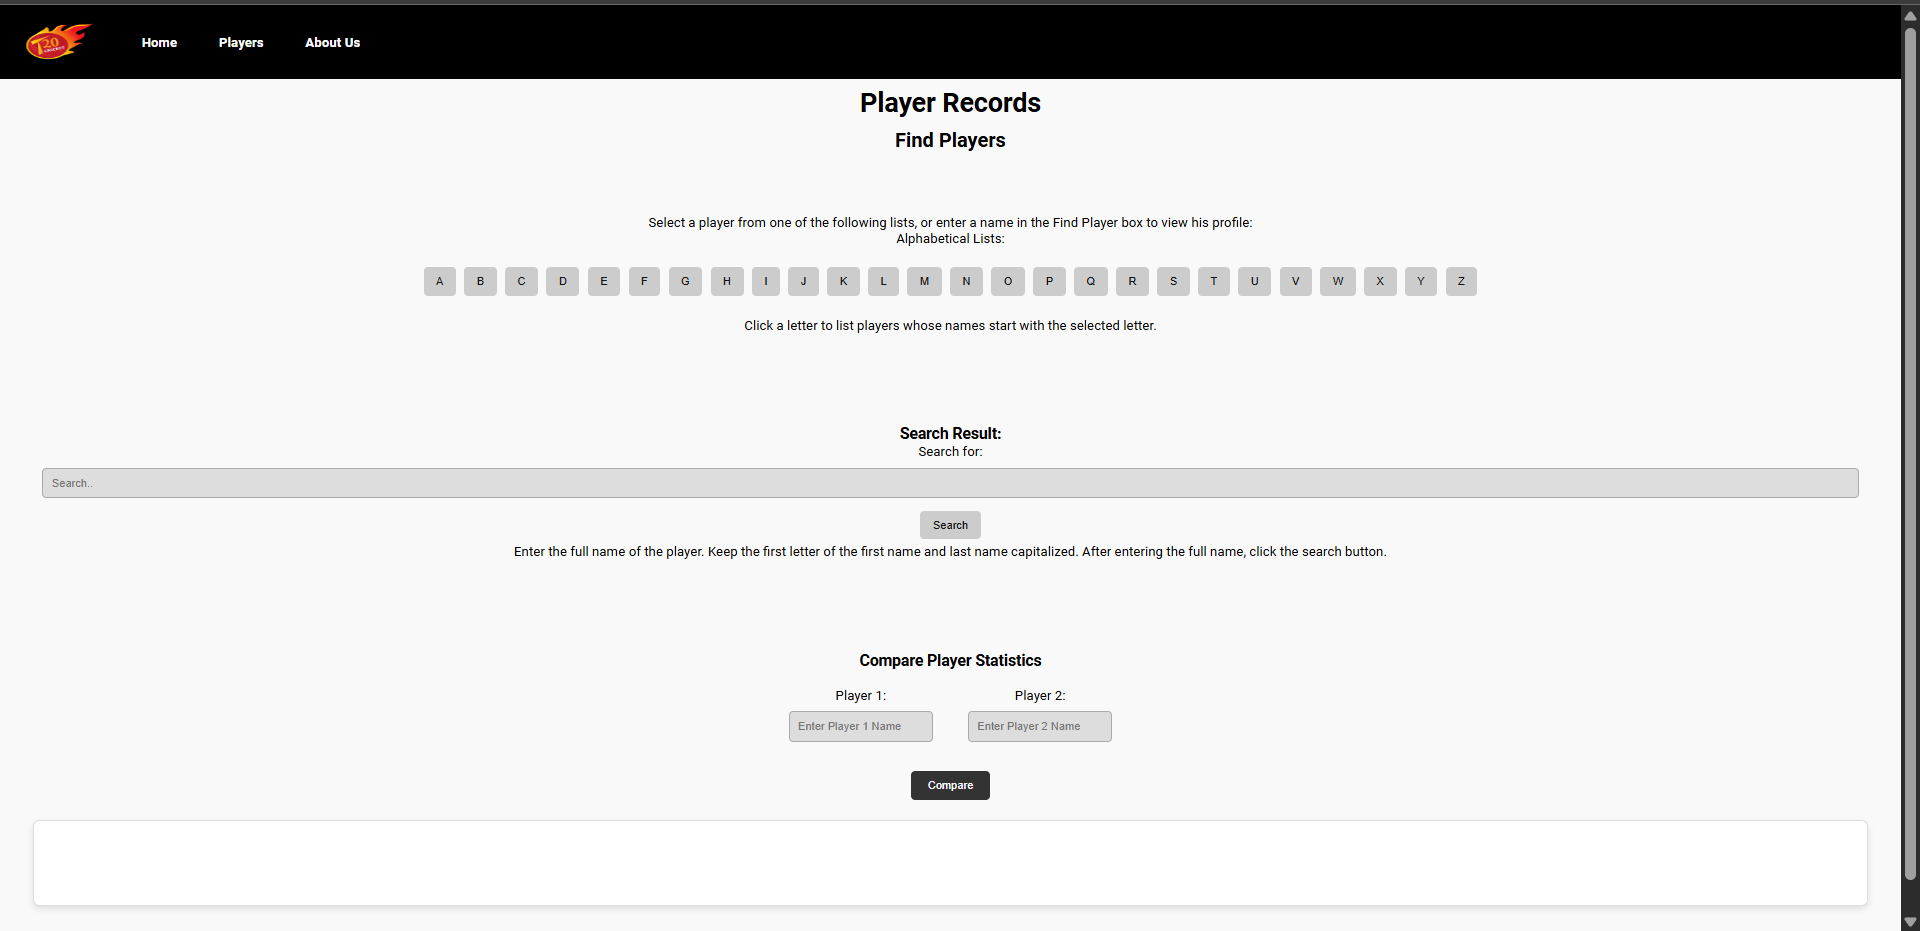 T20
Home Players About Us
Player Records
Find Players
Select a player from one of the following lists, or enter a name in the Find Player box to view his profile:
Alphabetical Lists:
A B C D E F G H I J K L M N O P Q R S T U V W X Y Z
Click a letter to list players whose names start with the selected letter.
Search Result:
Search for:
Search..
Search
Enter the full name of the player. Keep the first letter of the first name and last name capitalized. After entering the full name, click the search button.
Compare Player Statistics
Player 1: Player 2:
Enter Player 1 Name Enter Player 2 Name
Compare